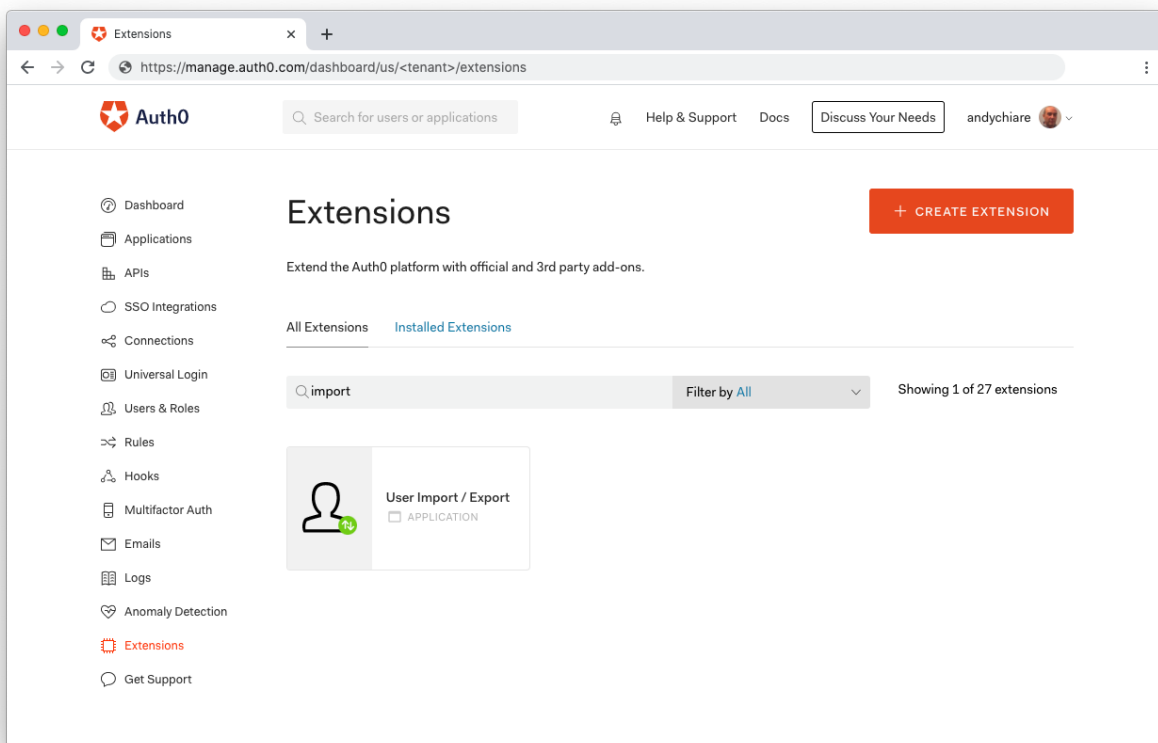 Extensions
https://manage.auth0.com/dashboard/us/<tenant>/extensions
Auth0
Search for users or applications
Help & Support
Docs
Discuss Your Needs
andychiare
Dashboard
Applications
APIs
SSO Integrations
Connections
Universal Login
Users & Roles
Rules
Hooks
Multifactor Auth
Emails
Logs
Anomaly Detection
Extensions
Get Support
Extensions
+ CREATE EXTENSION
Extend the Auth0 platform with official and 3rd party add-ons.
All Extensions
Installed Extensions
import
Filter by All
Showing 1 of 27 extensions
User Import / Export
APPLICATION